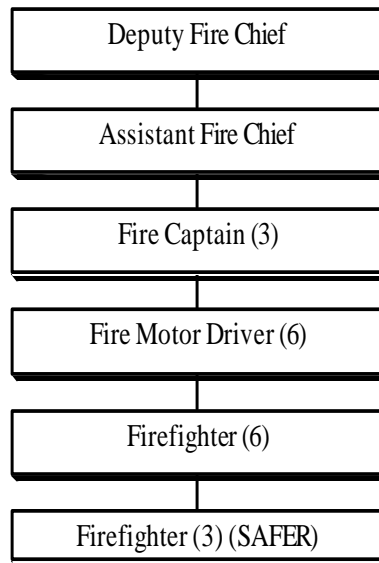 Deputy Fire Chief
Assistant Fire Chief
Fire Captain (3)
Fire Motor Driver (6)
Firefighter (6)
Firefighter (3) (SAFER)